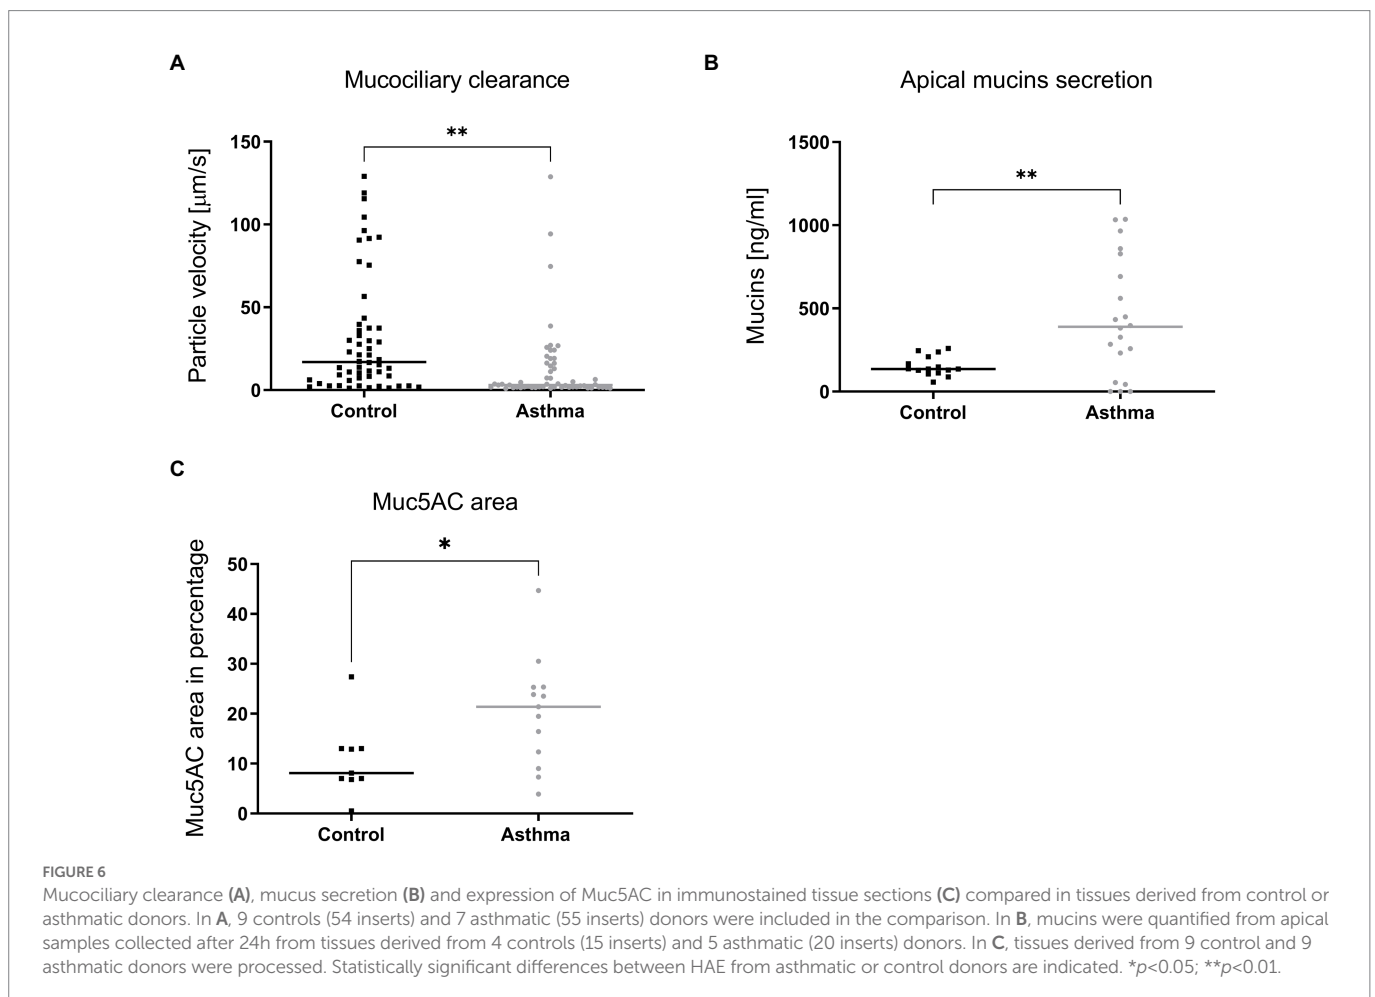 A
Mucociliary clearance
**
Particle velocity [µm/s]
150
100
50
0
Control
Asthma
B
Apical mucins secretion
**
Mucins [ng/ml]
1500
1000
500
0
Control
Asthma
C
Muc5AC area
*
Muc5AC area in percentage
50
40
30
20
10
0
Control
Asthma
FIGURE 6
Mucociliary clearance (A), mucus secretion (B) and expression of Muc5AC in immunostained tissue sections (C) compared in tissues derived from control or
asthmatic donors. In A, 9 controls (54 inserts) and 7 asthmatic (55 inserts) donors were included in the comparison. In B, mucins were quantified from apical
samples collected after 24h from tissues derived from 4 controls (15 inserts) and 5 asthmatic (20 inserts) donors. In C, tissues derived from 9 control and 9
asthmatic donors were processed. Statistically significant differences between HAE from asthmatic or control donors are indicated. *p<0.05; **p<0.01.